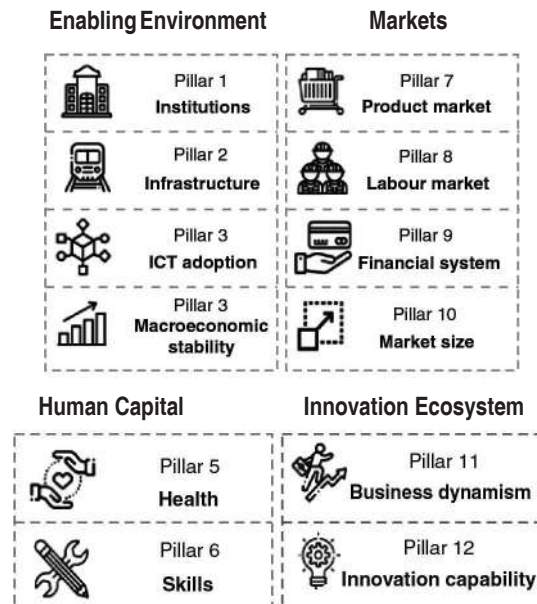 Enabling Environment
Pillar 1
Institutions
Pillar 2
Infrastructure
Pillar 3
ICT adoption
Pillar 3
Macroeconomic
stability
Markets
Pillar 7
Product market
Pillar 8
Labour market
Pillar 9
Financial system
Pillar 10
Market size
Human Capital
Pillar 5
Health
Pillar 6
Skills
Innovation Ecosystem
Pillar 11
Business dynamism
Pillar 12
Innovation capability